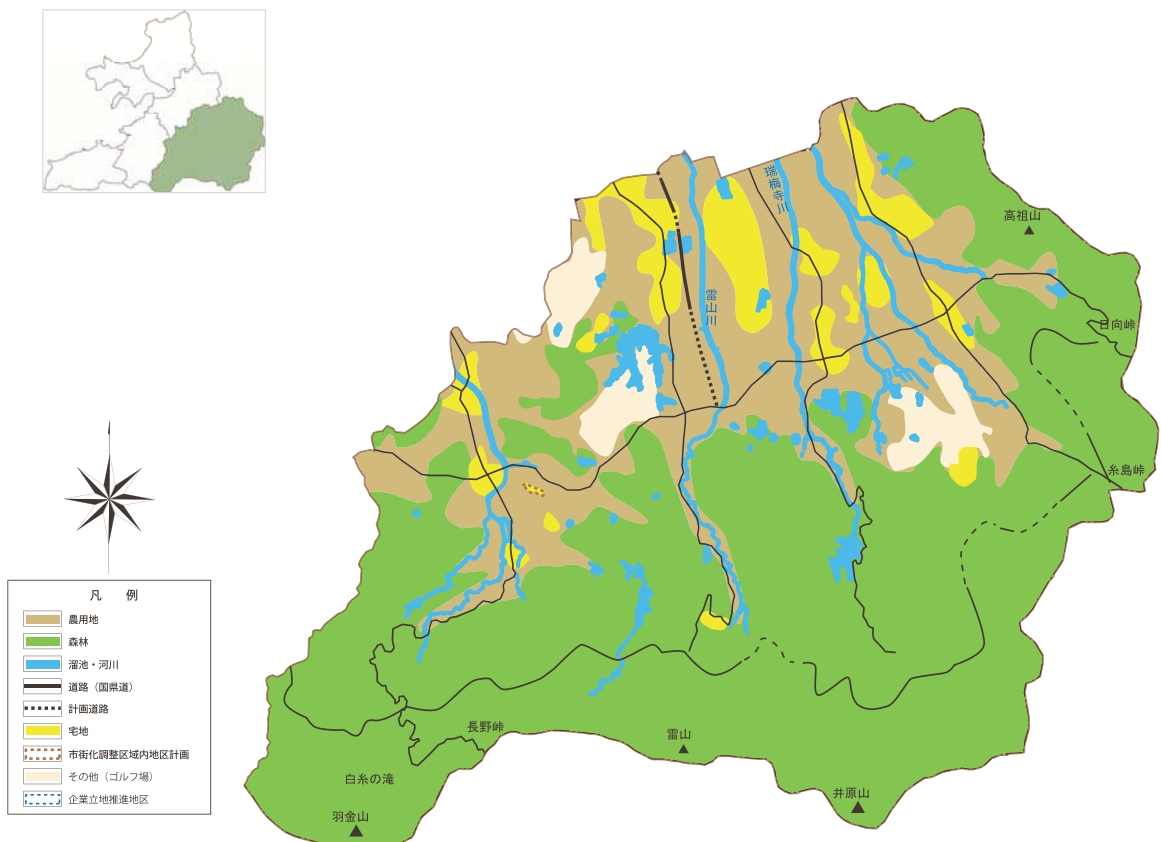 瑞梅寺川
高祖山
雷山川
日向峠
糸島峠
凡 例
農用地
森林
溜池・河川
道路（国県道）
計画道路
宅地
市街化調整区域内地区計画
その他（ゴルフ場）
企業立地推進地区
長野峠
雷山
白糸の滝
井原山
羽金山